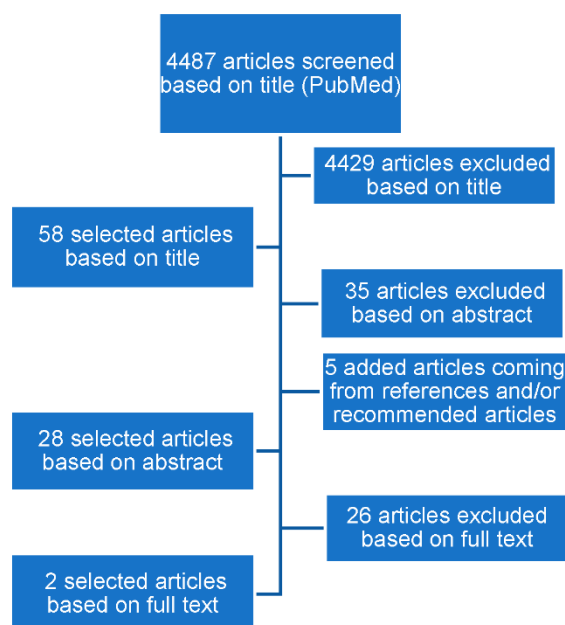 4487 articles screened
based on title (PubMed)
4429 articles excluded
based on title
58 selected articles
based on title
35 articles excluded
based on abstract
5 added articles coming
from references and/or
recommended articles
28 selected articles
based on abstract
26 articles excluded
based on full text
2 selected articles
based on full text